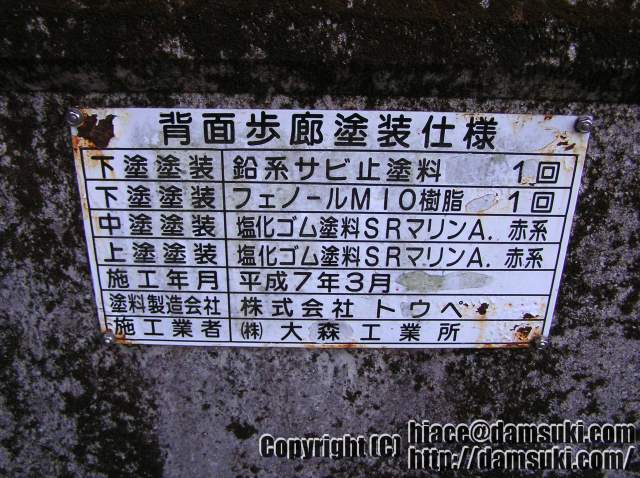 背面歩廊塗装仕様
下塗塗装 鉛系サビ止塗料 1回
下塗塗装 フェノールMIO樹脂 1回
中塗塗装 塩化ゴム塗料SRマリンA. 赤系
上塗塗装 塩化ゴム塗料SRマリンA. 赤系
施工年月 平成7年3月
塗料製造会社 株式会社 トウペ
施工業者 ㈱ 大森工業所
Copyright (C) hiace@damsuki.com
http://damsuki.com/